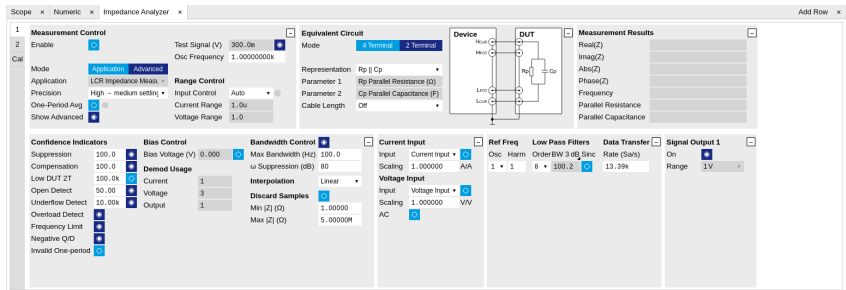 Scope × Numeric × Impedance Analyzer × Add Row ×
1
2
Cal
Measurement Control
Enable
Test Signal (V) 300.0m
Osc Frequency 1.00000000k
Mode Application Advanced
Application LCR Impedance Measu
Range Control
Precision High → medium settling
Input Control Auto
One-Period Avg
Current Range 1.0u
Show Advanced
Voltage Range 1.0
Equivalent Circuit
Mode 4 Terminal 2 Terminal
Representation Rp || Cp
Parameter 1 Rp Parallel Resistance (Ω)
Parameter 2 Cp Parallel Capacitance (F)
Cable Length Off
Device DUT
HCUR
HPOT
Rp Cp
LPOT
LCUR
Measurement Results
Real(Z)
Imag(Z)
Abs(Z)
Phase(Z)
Frequency
Parallel Resistance
Parallel Capacitance
Confidence Indicators
Suppression 100.0
Compensation 100.0
Low DUT 2T 100.0k
Open Detect 50.00
Underflow Detect 10.00k
Overload Detect
Frequency Limit
Negative Q/D
Invalid One-period
Bias Control
Bias Voltage (V) 0.000
Demod Usage
Current 1
Voltage 3
Output 1
Bandwidth Control
Max Bandwidth (Hz) 100.0
ω Suppression (dB) 80
Interpolation Linear
Discard Samples
Min |Z| (Ω) 1.00000
Max |Z| (Ω) 5.00000M
Current Input
Input Current Input
Scaling 1.000000 A/A
Voltage Input
Input Voltage Input
Scaling 1.000000 V/V
AC
Ref Freq Low Pass Filters Data Transfer
Osc Harm Order BW 3 dB Sinc Rate (Sa/s)
1 1 8 100.2 13.39k
Signal Output 1
On
Range 1 V